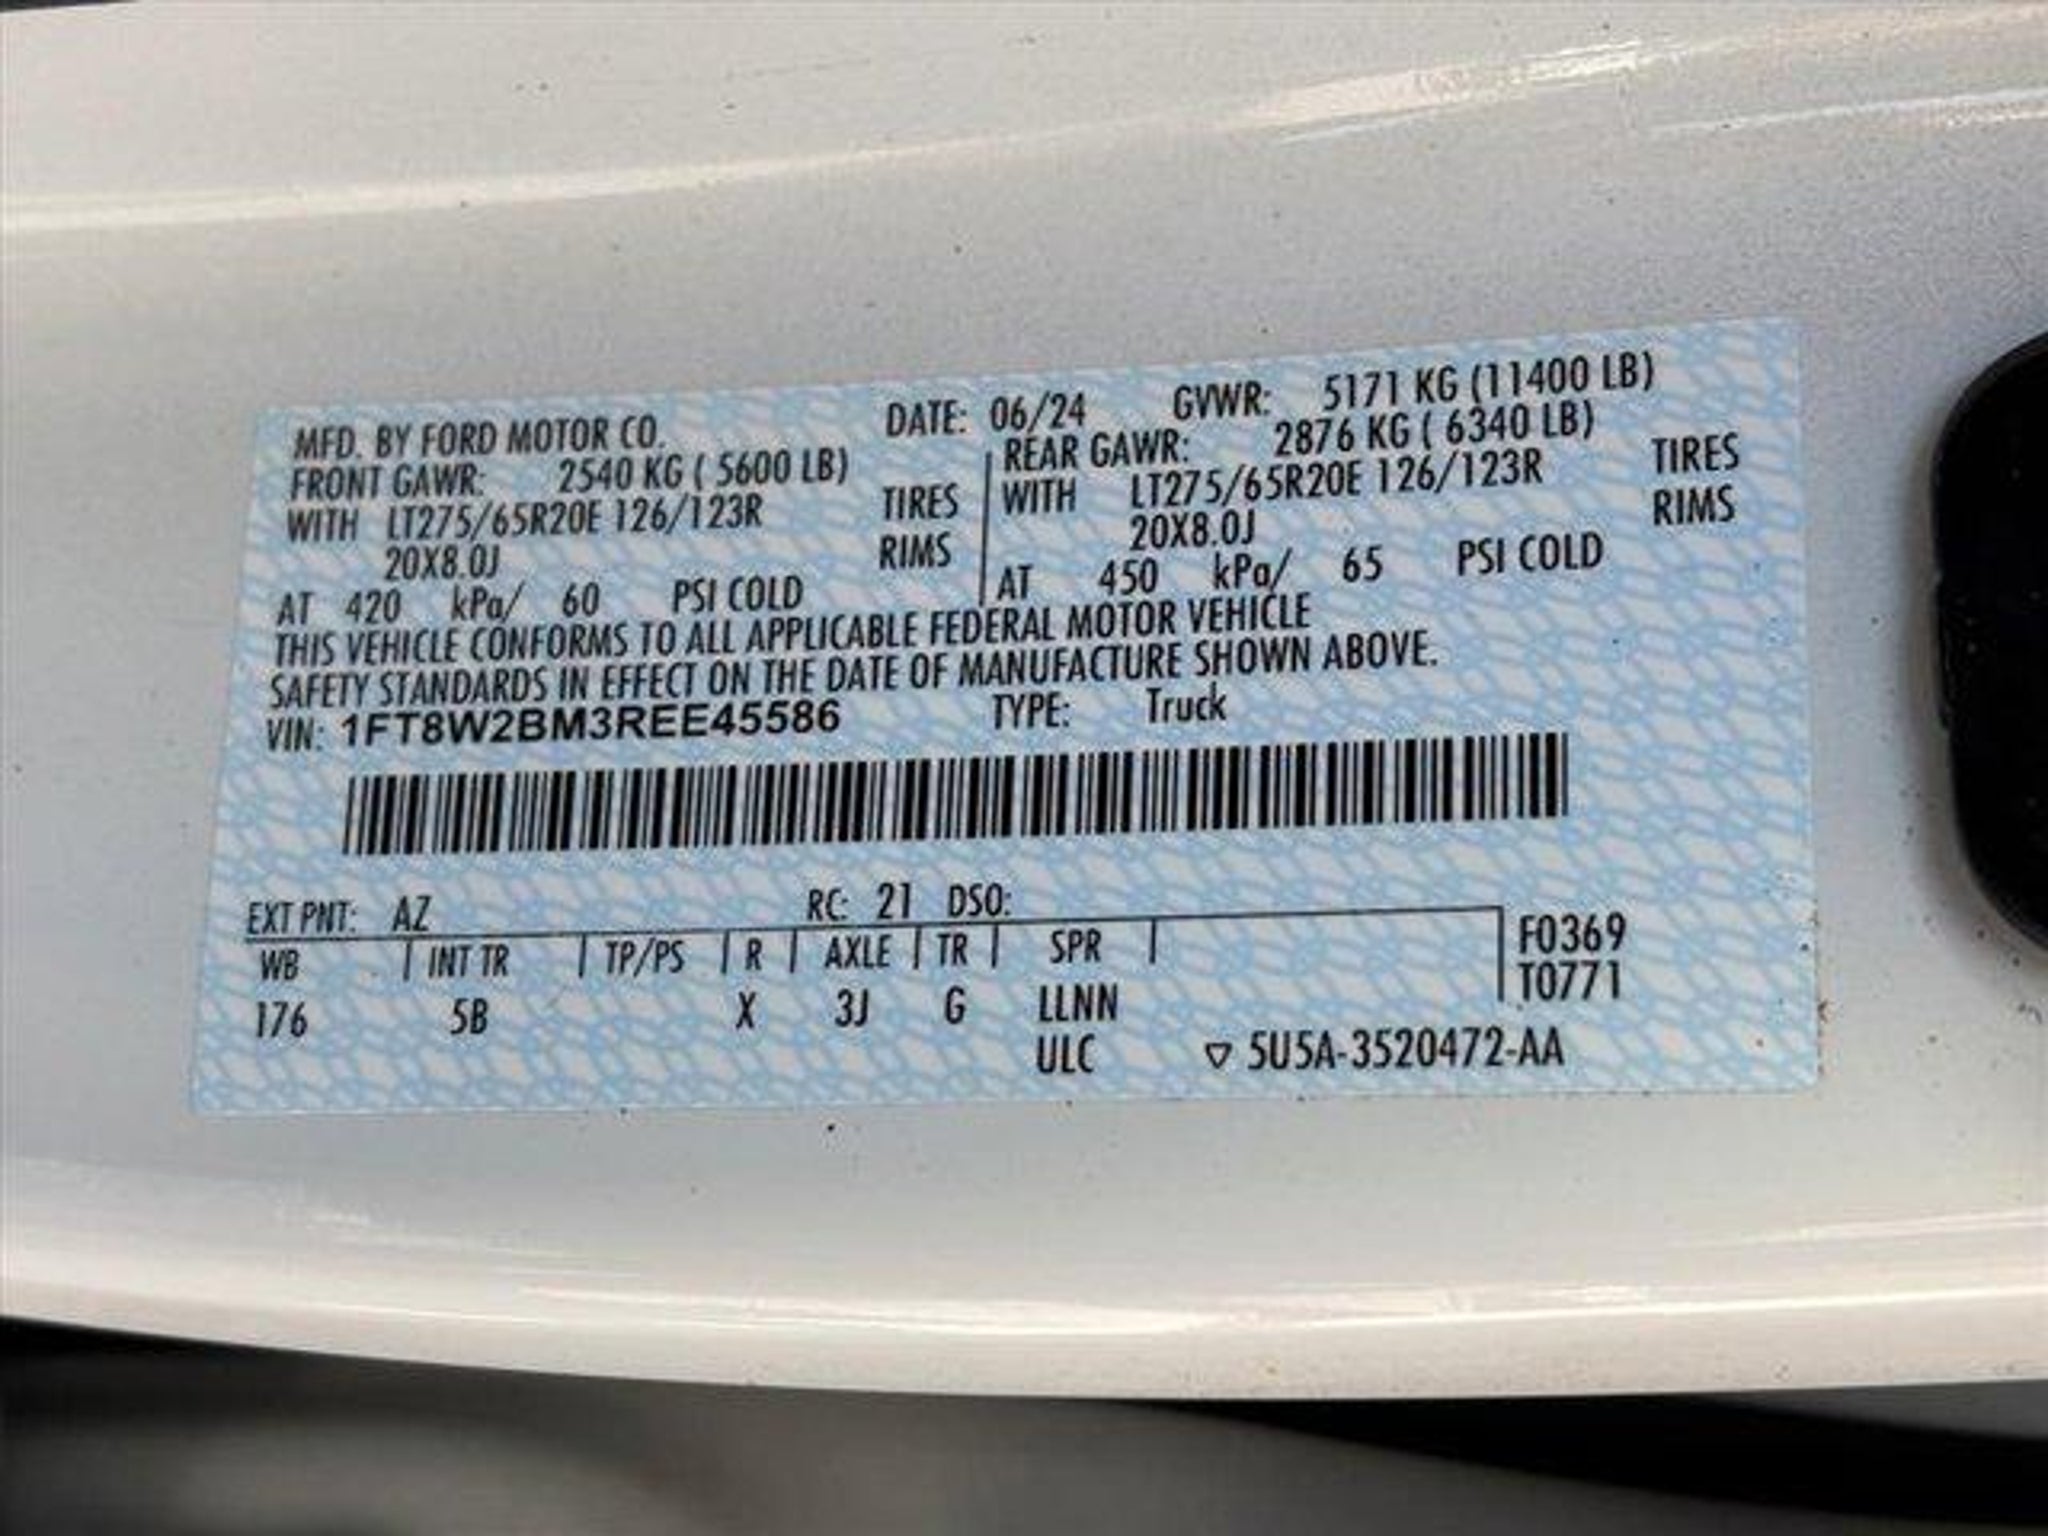 MFD. BY FORD MOTOR CO. DATE: 06/24 GVWR: 5171 KG (11400 LB)
FRONT GAWR: 2540 KG ( 5600 LB) REAR GAWR: 2876 KG ( 6340 LB)
WITH LT275/65R20E 126/123R TIRES WITH LT275/65R20E 126/123R TIRES
20X8.0J RIMS 20X8.0J RIMS
AT 420 kPa/ 60 PSI COLD AT 450 kPa/ 65 PSI COLD
THIS VEHICLE CONFORMS TO ALL APPLICABLE FEDERAL MOTOR VEHICLE
SAFETY STANDARDS IN EFFECT ON THE DATE OF MANUFACTURE SHOWN ABOVE.
VIN: 1FT8W2BM3REE45586 TYPE: Truck
EXT PNT: AZ RC: 21 DSO:
WB INT TR TP/PS R AXLE TR SPR F0369
176 5B X 3J G LLNN T0771
ULC ▽ 5U5A-3520472-AA